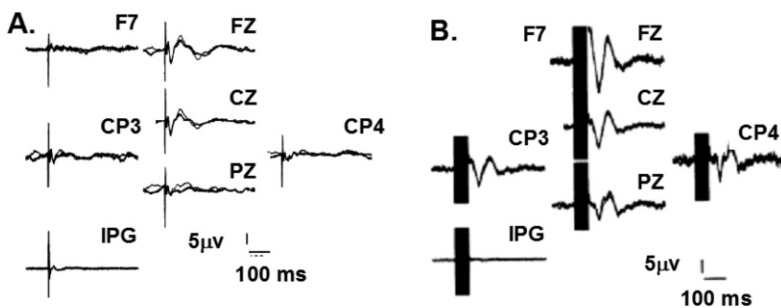 A.
F7
FZ
CZ
CP3
CP4
PZ
IPG
5μv
100 ms
B.
F7
FZ
CZ
CP3
CP4
PZ
IPG
5μv
100 ms